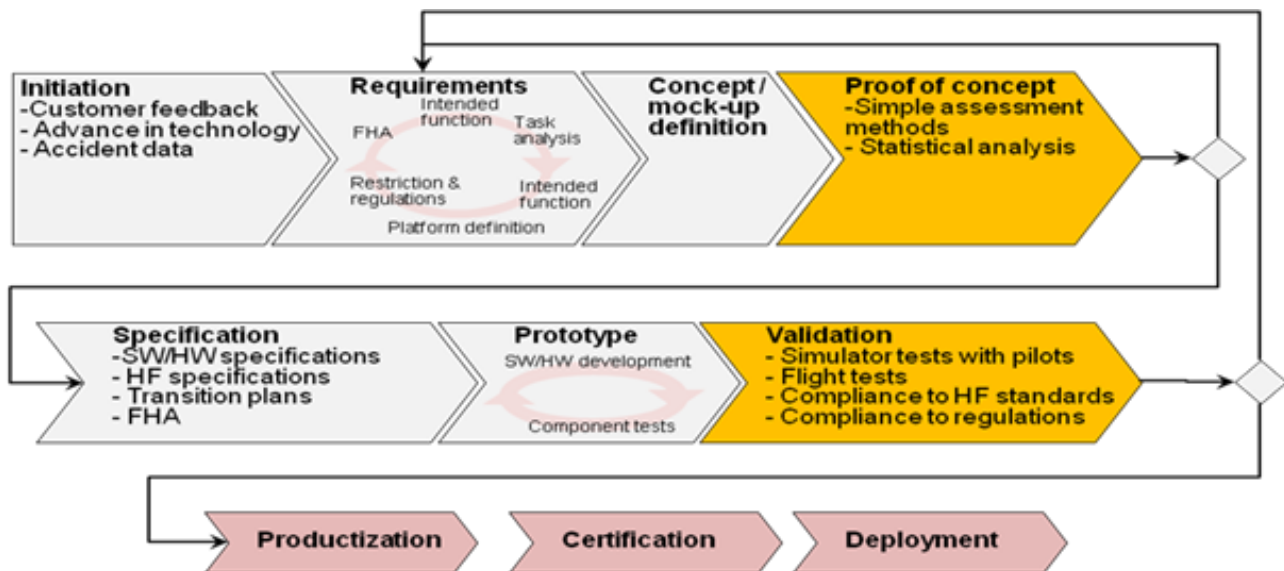 Initiation
-Customer feedback
- Advance in technology
- Accident data
Requirements
Intended
function
Task
analysis
Intended
function
Platform definition
Restriction &
regulations
FHA
Concept /
mock-up
definition
Proof of concept
-Simple assessment
methods
- Statistical analysis
Specification
-SW/HW specifications
- HF specifications
- Transition plans
- FHA
Prototype
SW/HW development
Component tests
Validation
- Simulator tests with pilots
- Flight tests
- Compliance to HF standards
- Compliance to regulations
Productization
Certification
Deployment